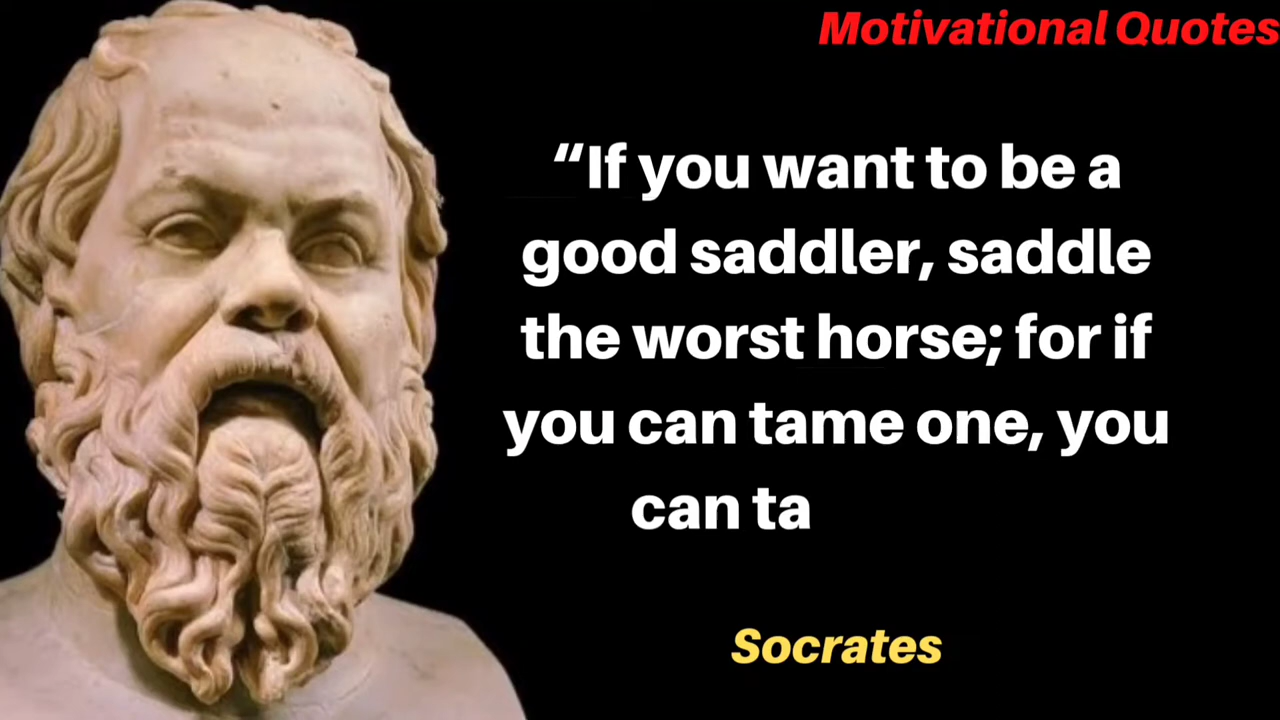 Motivational Quotes
“If you want to be a
good saddler, saddle
the worst horse; for if
you can tame one, you
can ta
Socrates